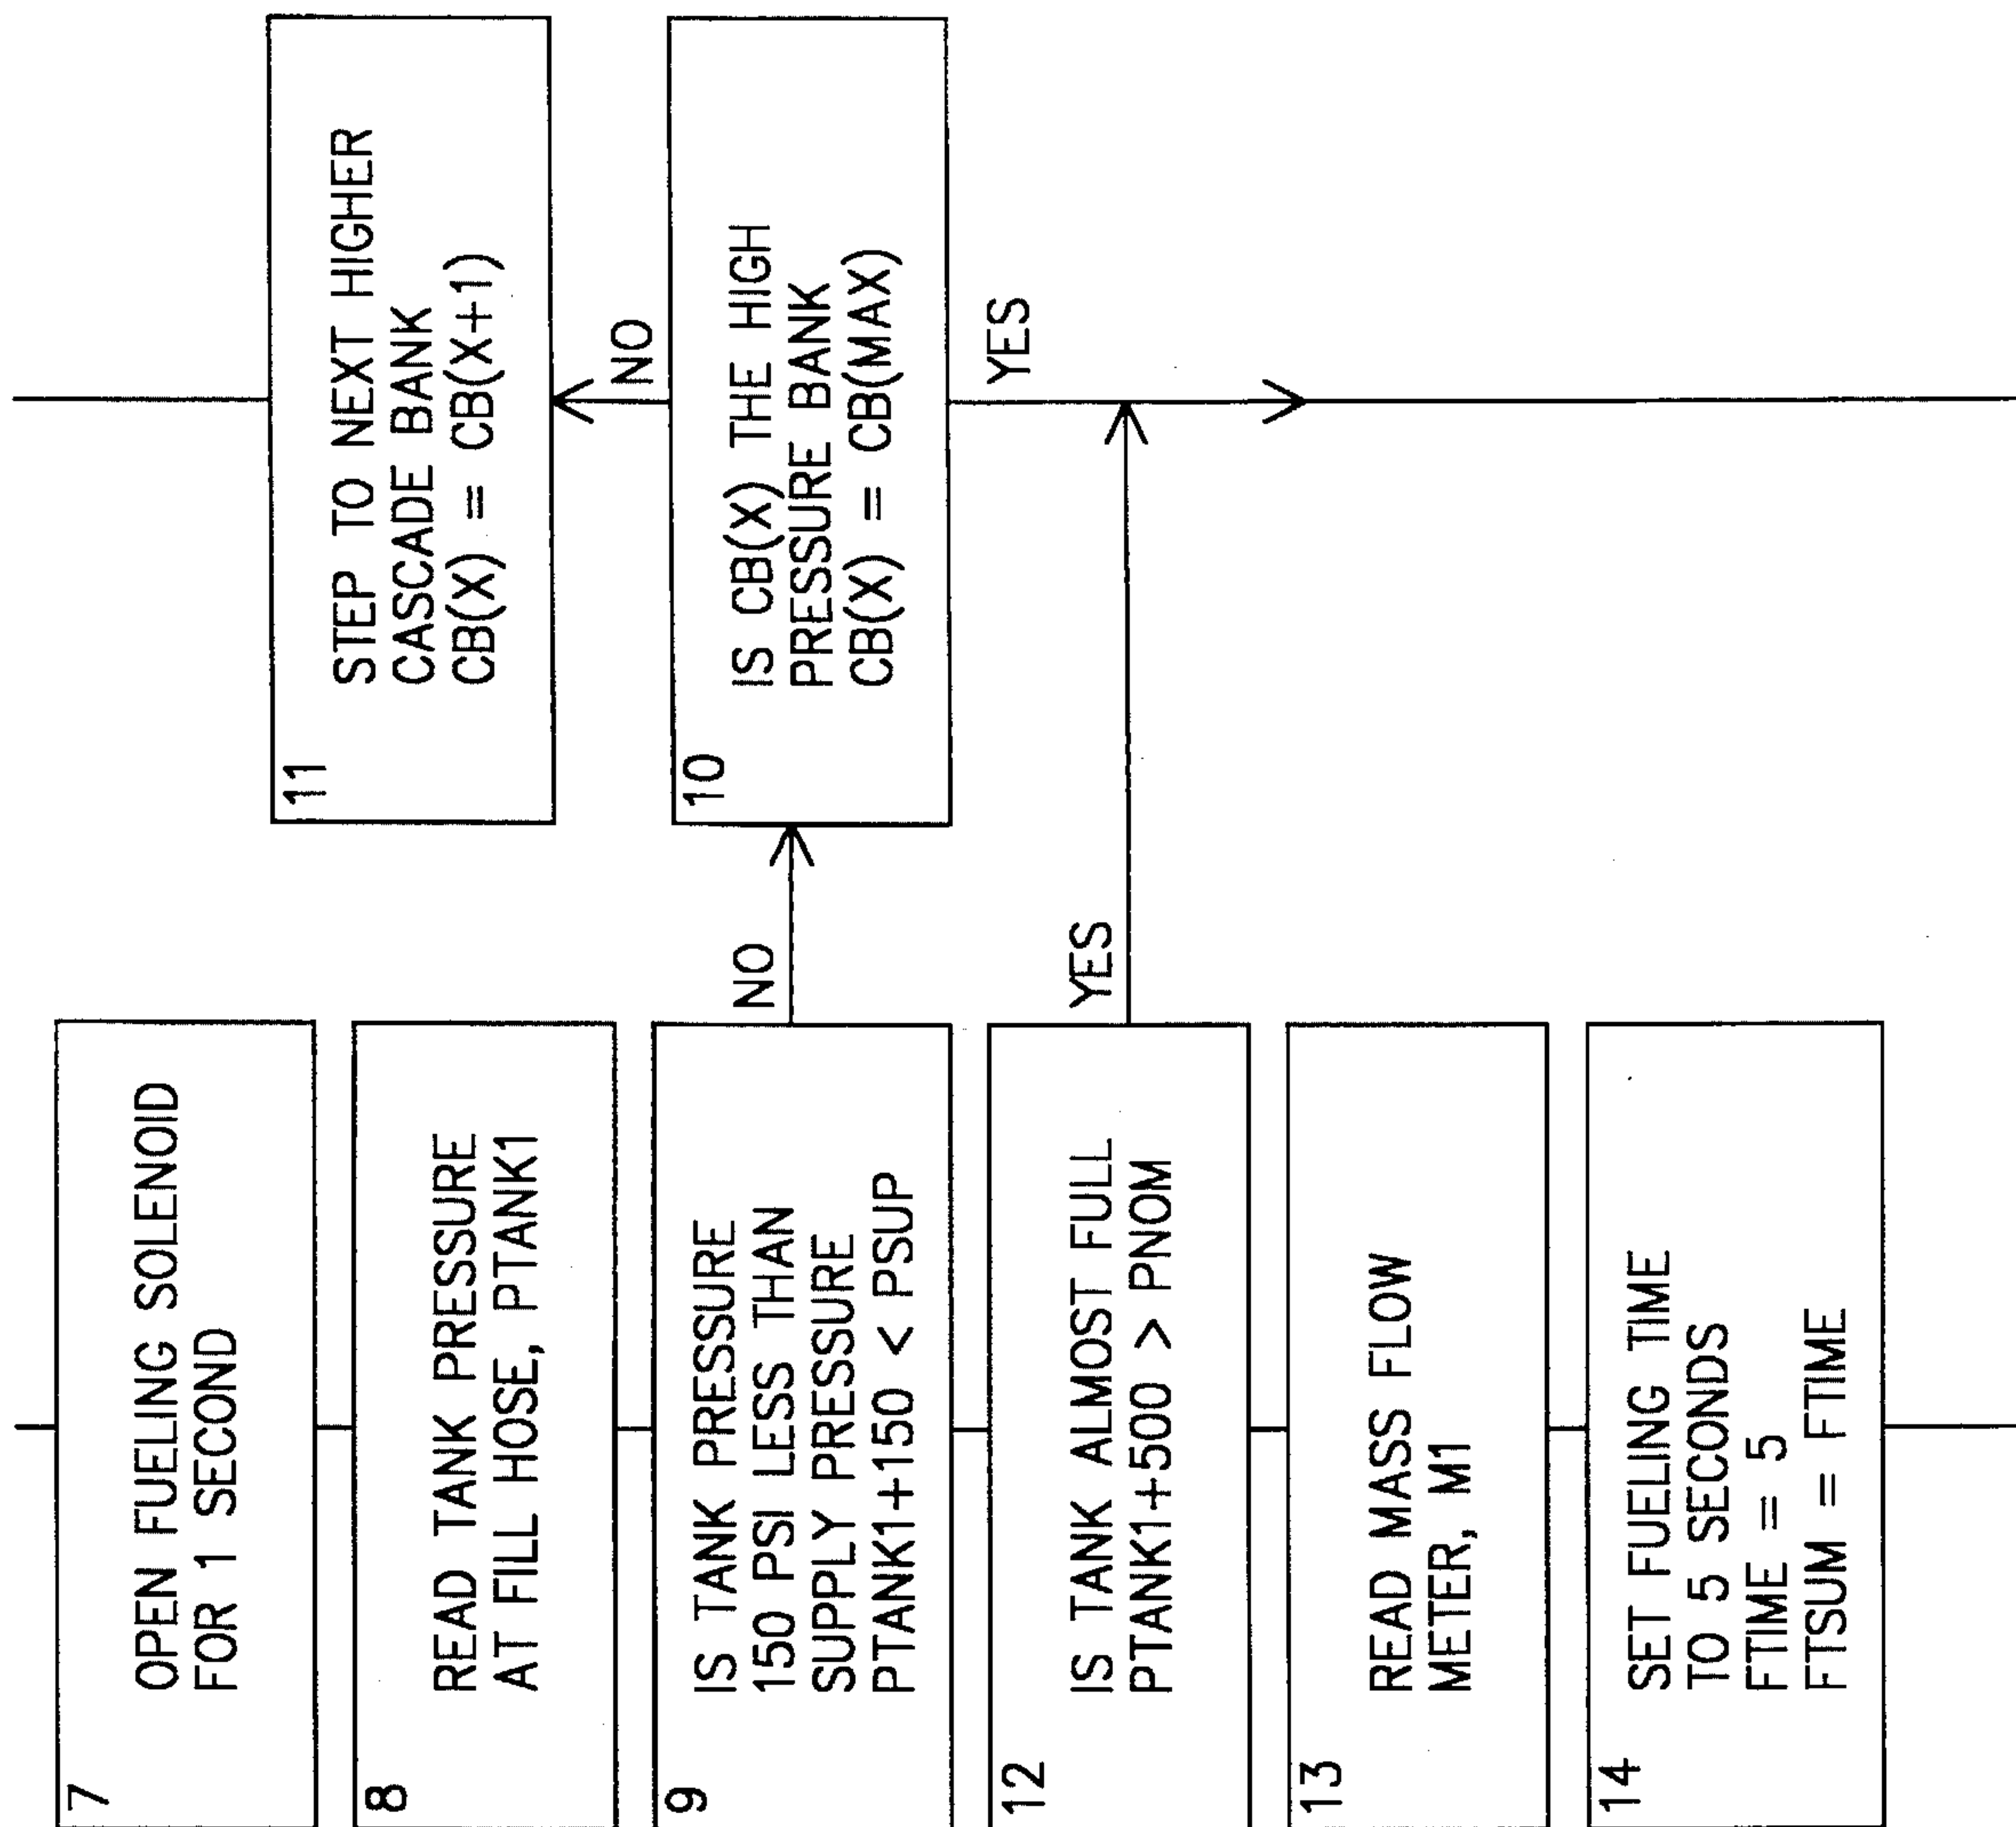 7
OPEN FUELING SOLENOID
FOR 1 SECOND
8
READ TANK PRESSURE
AT FILL HOSE, PTANK1
9
IS TANK PRESSURE
150 PSI LESS THAN
SUPPLY PRESSURE
PTANK1+150 < PSUP
NO
10
IS CB(X) THE HIGH
PRESSURE BANK
CB(X) = CB(MAX)
NO
YES
11
STEP TO NEXT HIGHER
CASCADE BANK
CB(X) = CB(X+1)
12
IS TANK ALMOST FULL
PTANK1+500 > PNOM
YES
13
READ MASS FLOW
METER, M1
14
SET FUELING TIME
TO 5 SECONDS
FTIME = 5
FTSUM = FTIME